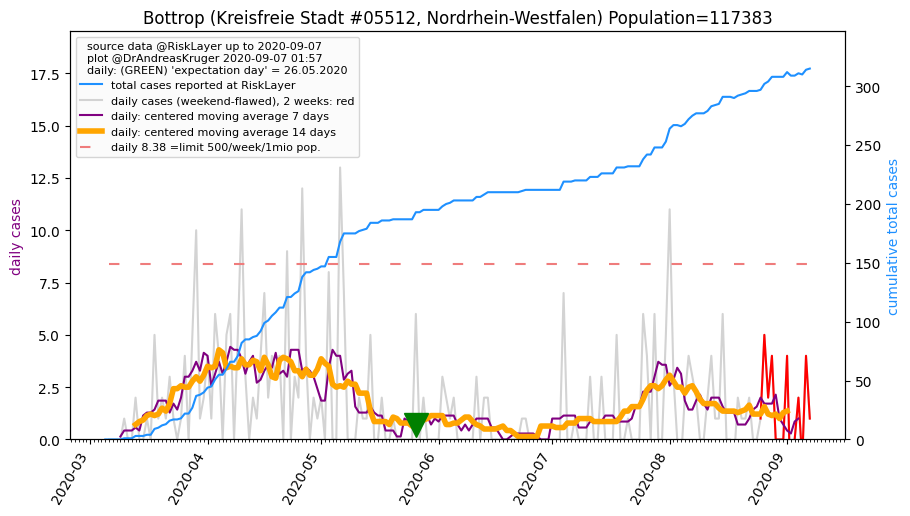 Bottrop (Kreisfreie Stadt #05512, Nordrhein-Westfalen) Population=117383
source data @RiskLayer up to 2020-09-07
plot @DrAndreasKruger 2020-09-07 01:57
daily: (GREEN) 'expectation day' = 26.05.2020
total cases reported at RiskLayer
daily cases (weekend-flawed), 2 weeks: red
daily: centered moving average 7 days
daily: centered moving average 14 days
daily 8.38 =limit 500/week/1mio pop.
daily cases
17.5
15.0
12.5
10.0
7.5
5.0
2.5
0.0
cumulative total cases
300
250
200
150
100
50
0
2020-03
2020-04
2020-05
2020-06
2020-07
2020-08
2020-09